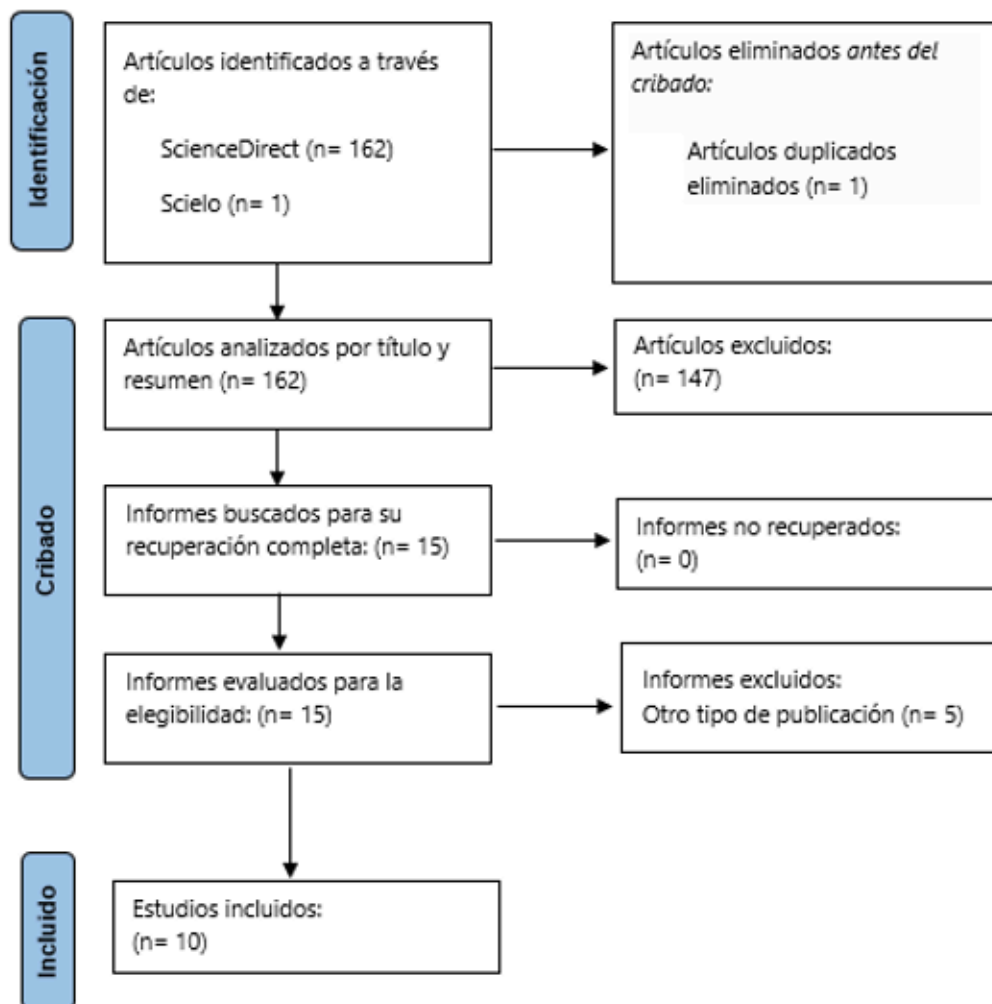 Identificación
Artículos identificados a través
de:
ScienceDirect (n= 162)
Scielo (n= 1)
Artículos eliminados antes del
cribado:
Artículos duplicados
eliminados (n= 1)
Cribado
Artículos analizados por título y
resumen (n= 162)
Artículos excluidos:
(n= 147)
Informes buscados para su
recuperación completa: (n= 15)
Informes no recuperados:
(n= 0)
Informes evaluados para la
elegibilidad: (n= 15)
Informes excluidos:
Otro tipo de publicación (n= 5)
Incluido
Estudios incluidos:
(n= 10)